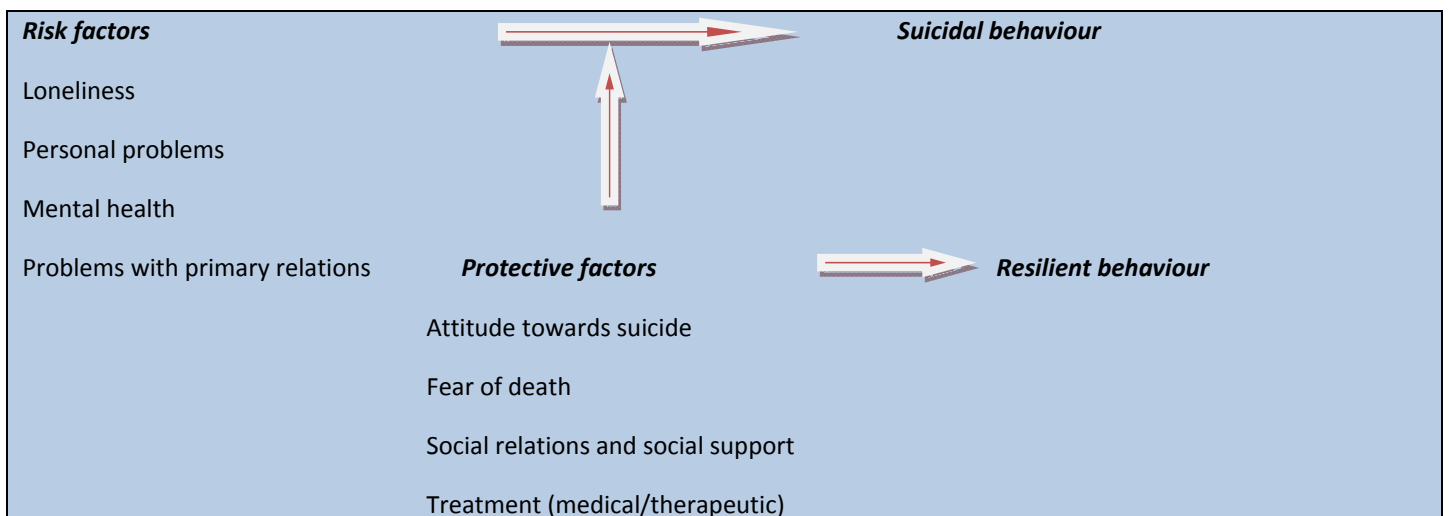 Risk factors Suicidal behaviour
Loneliness
Personal problems
Mental health
Problems with primary relations Protective factors Resilient behaviour
Attitude towards suicide
Fear of death
Social relations and social support
Treatment (medical/therapeutic)